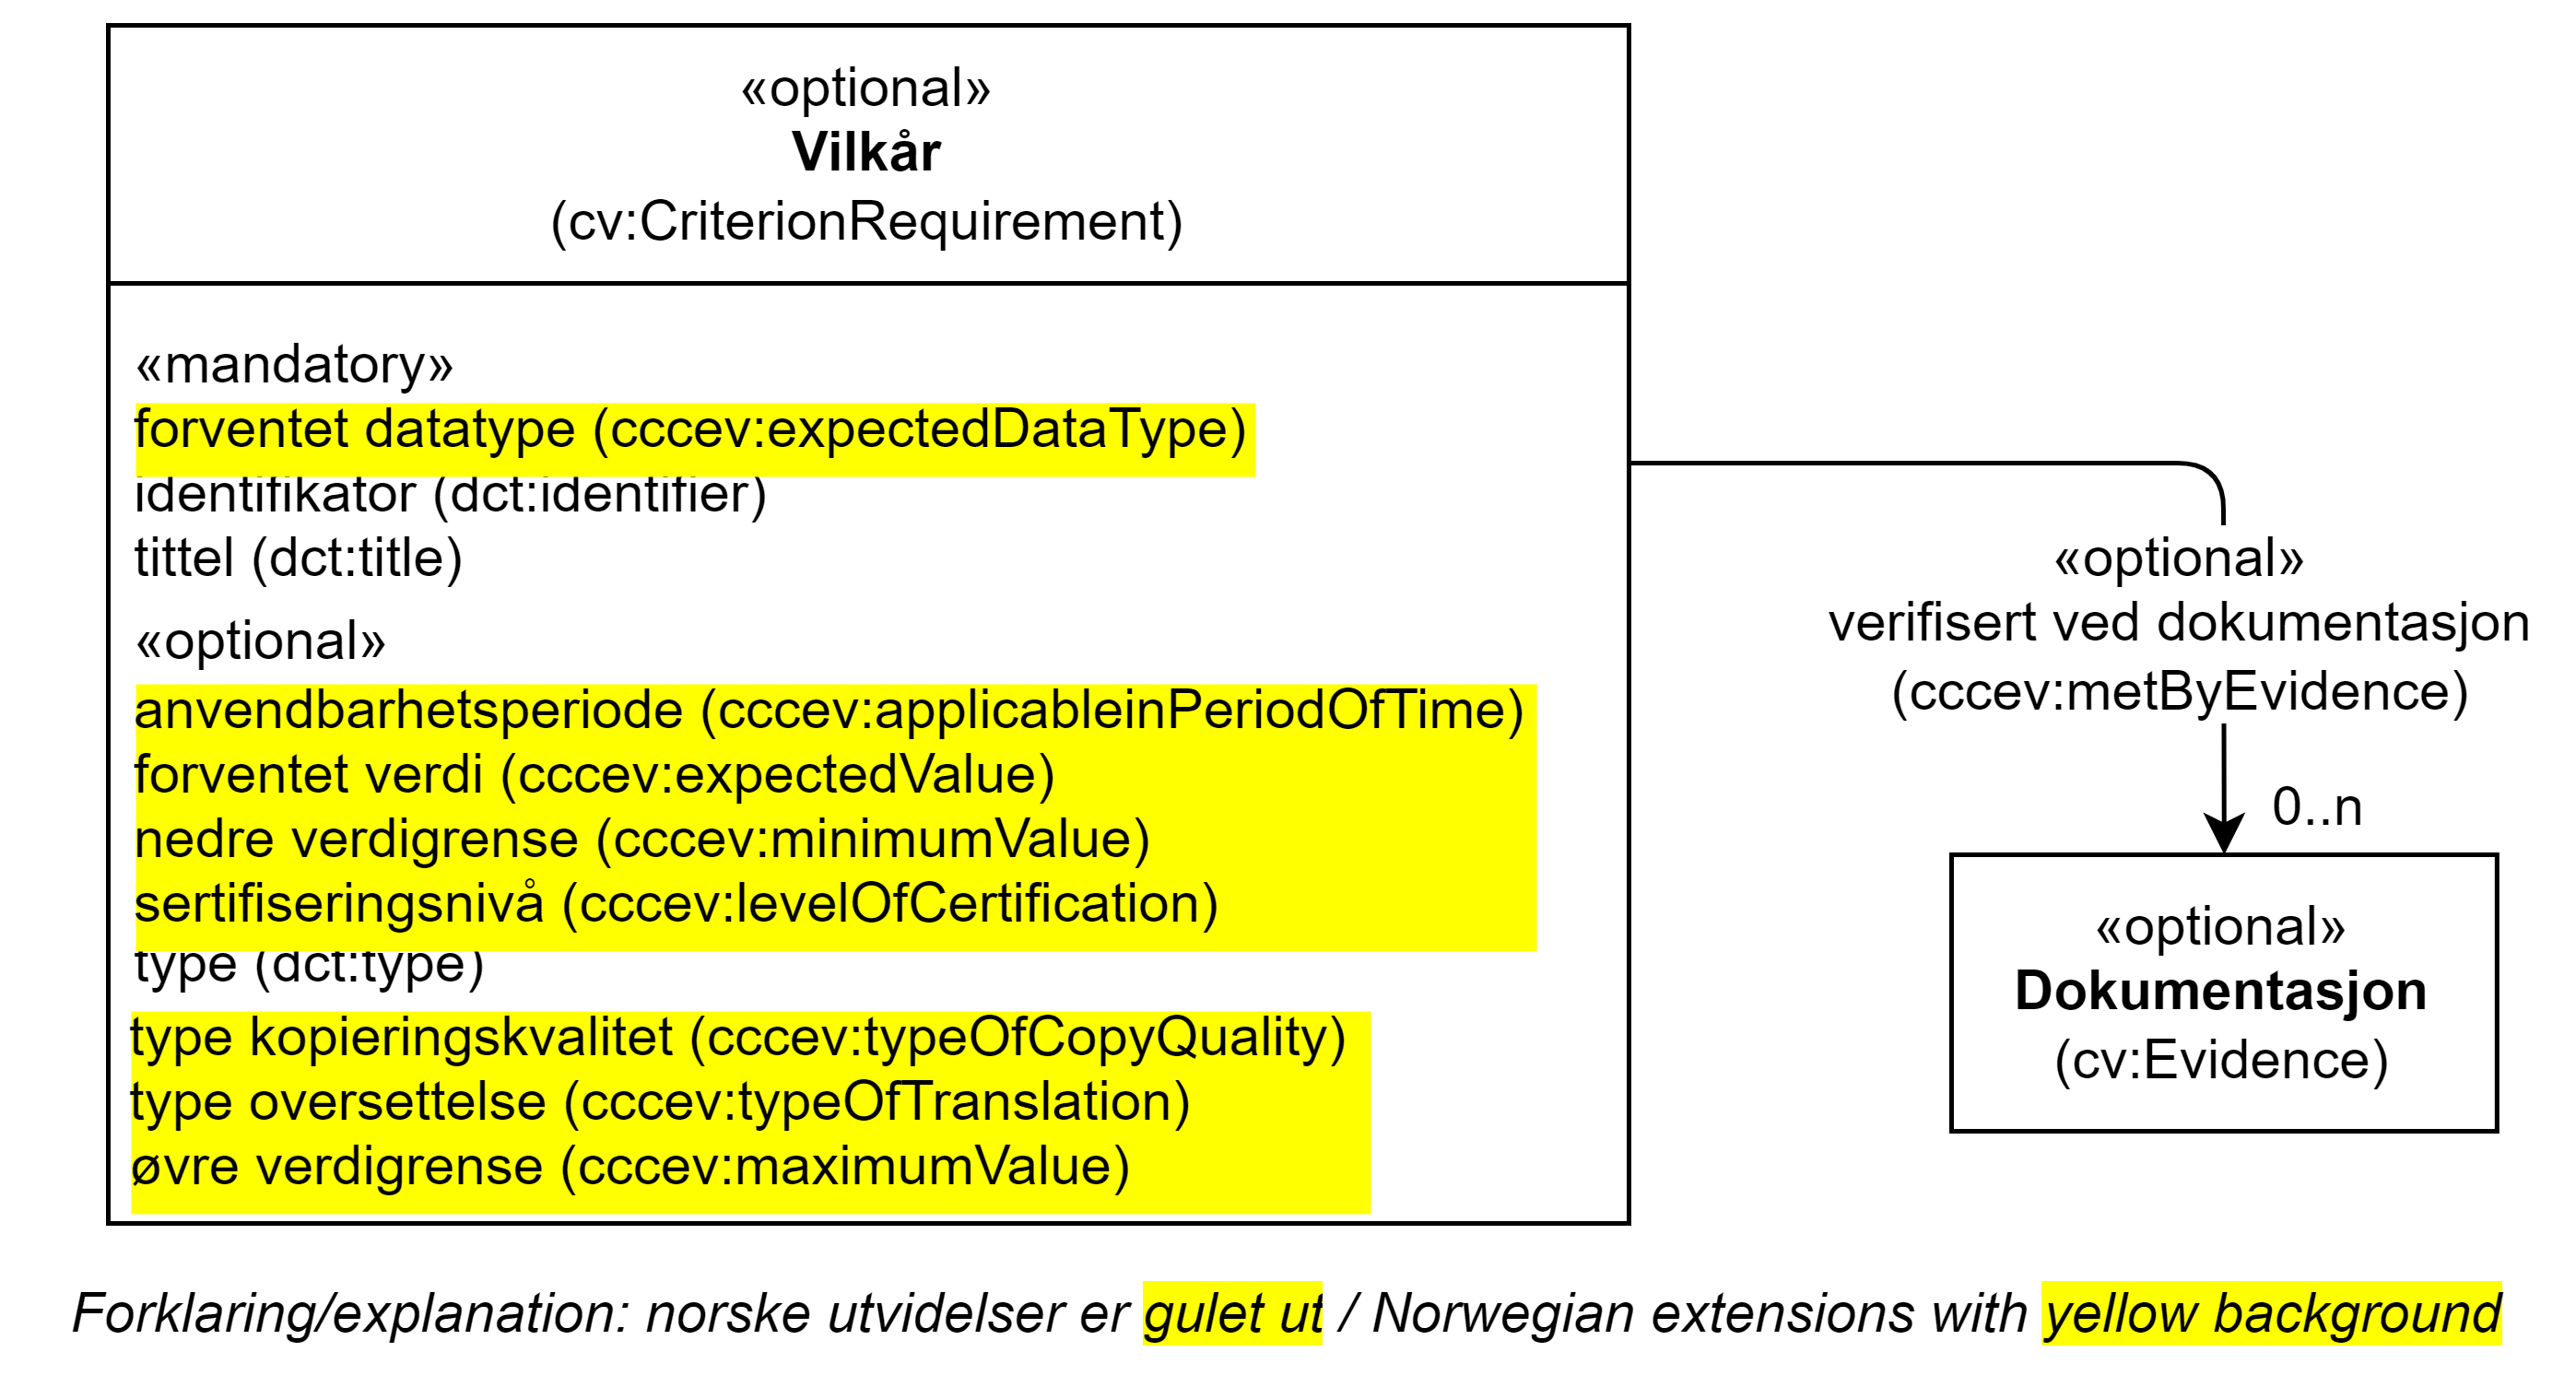 «optional»
Vilkår
(cv:CriterionRequirement)
«mandatory»
forventet datatype (cccev:expectedDataType)
identifikator (dct:identifier)
tittel (dct:title)
«optional»
anvendbarhetsperiode (cccev:applicableinPeriodOfTime)
forventet verdi (cccev:expectedValue)
nedre verdigrense (cccev:minimumValue)
sertifiseringsnivå (cccev:levelOfCertification)
type (dct:type)
type kopieringskvalitet (cccev:typeOfCopyQuality)
type oversettelse (cccev:typeOfTranslation)
øvre verdigrense (cccev:maximumValue)
«optional»
verifisert ved dokumentasjon
(cccev:metByEvidence)
0..n
«optional»
Dokumentasjon
(cv:Evidence)
Forklaring/explanation: norske utvidelser er gulet ut / Norwegian extensions with yellow background